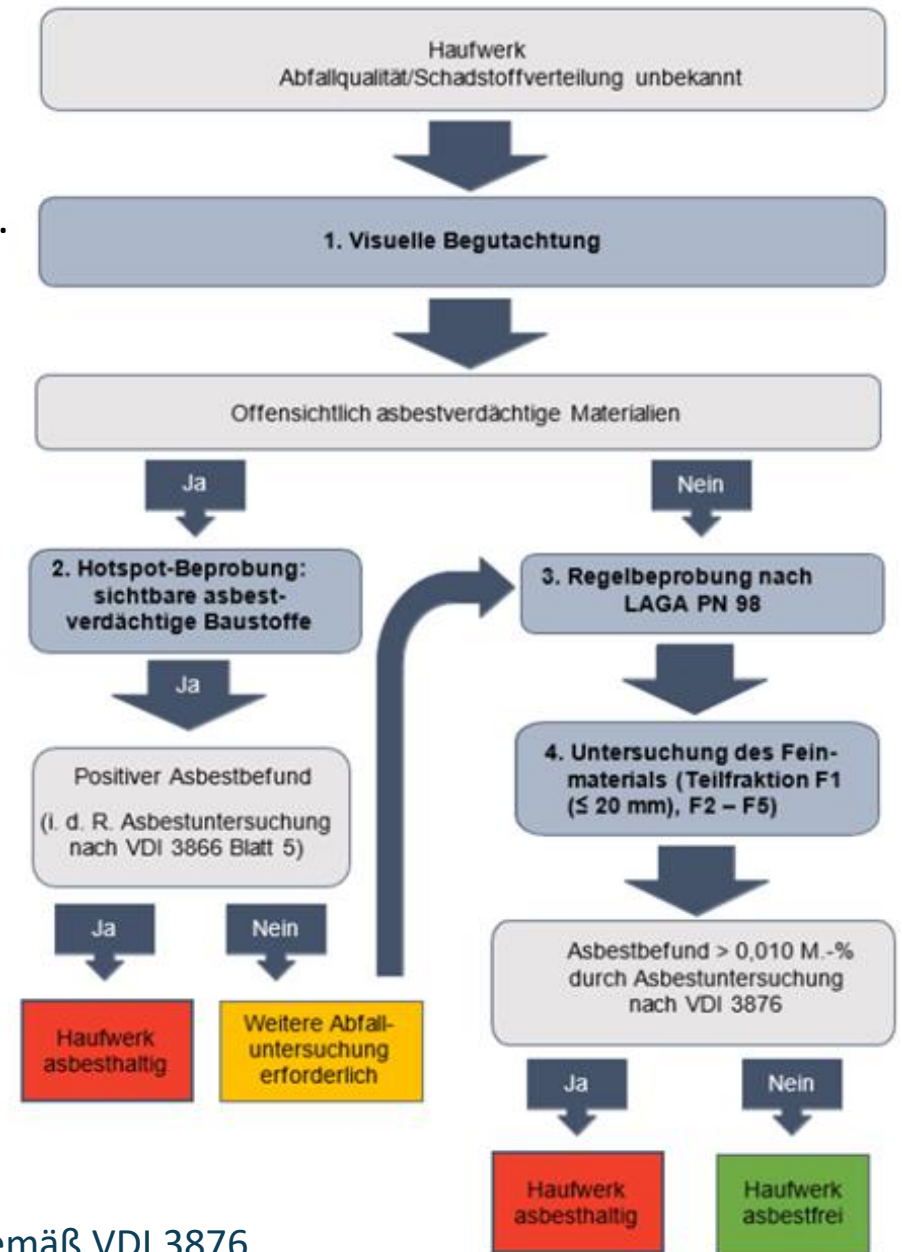 Haufwerk
Abfallqualität/Schadstoffverteilung unbekannt
.
1. Visuelle Begutachtung
Offensichtlich asbestverdächtige Materialien
Ja
Nein
2. Hotspot-Beprobung:
sichtbare asbest-
verdächtige Baustoffe
3. Regelbeprobung nach
LAGA PN 98
Ja
4. Untersuchung des Fein-
materials (Teilfraktion F1
(≤ 20 mm), F2 – F5)
Positiver Asbestbefund
(i. d. R. Asbestuntersuchung
nach VDI 3866 Blatt 5)
Ja
Nein
Asbestbefund > 0,010 M.-%
durch Asbestuntersuchung
nach VDI 3876
Haufwerk
asbesthaltig
Weitere Abfall-
untersuchung
erforderlich
Ja
Nein
Haufwerk
asbesthaltig
Haufwerk
asbestfrei
emäß VDI 3876